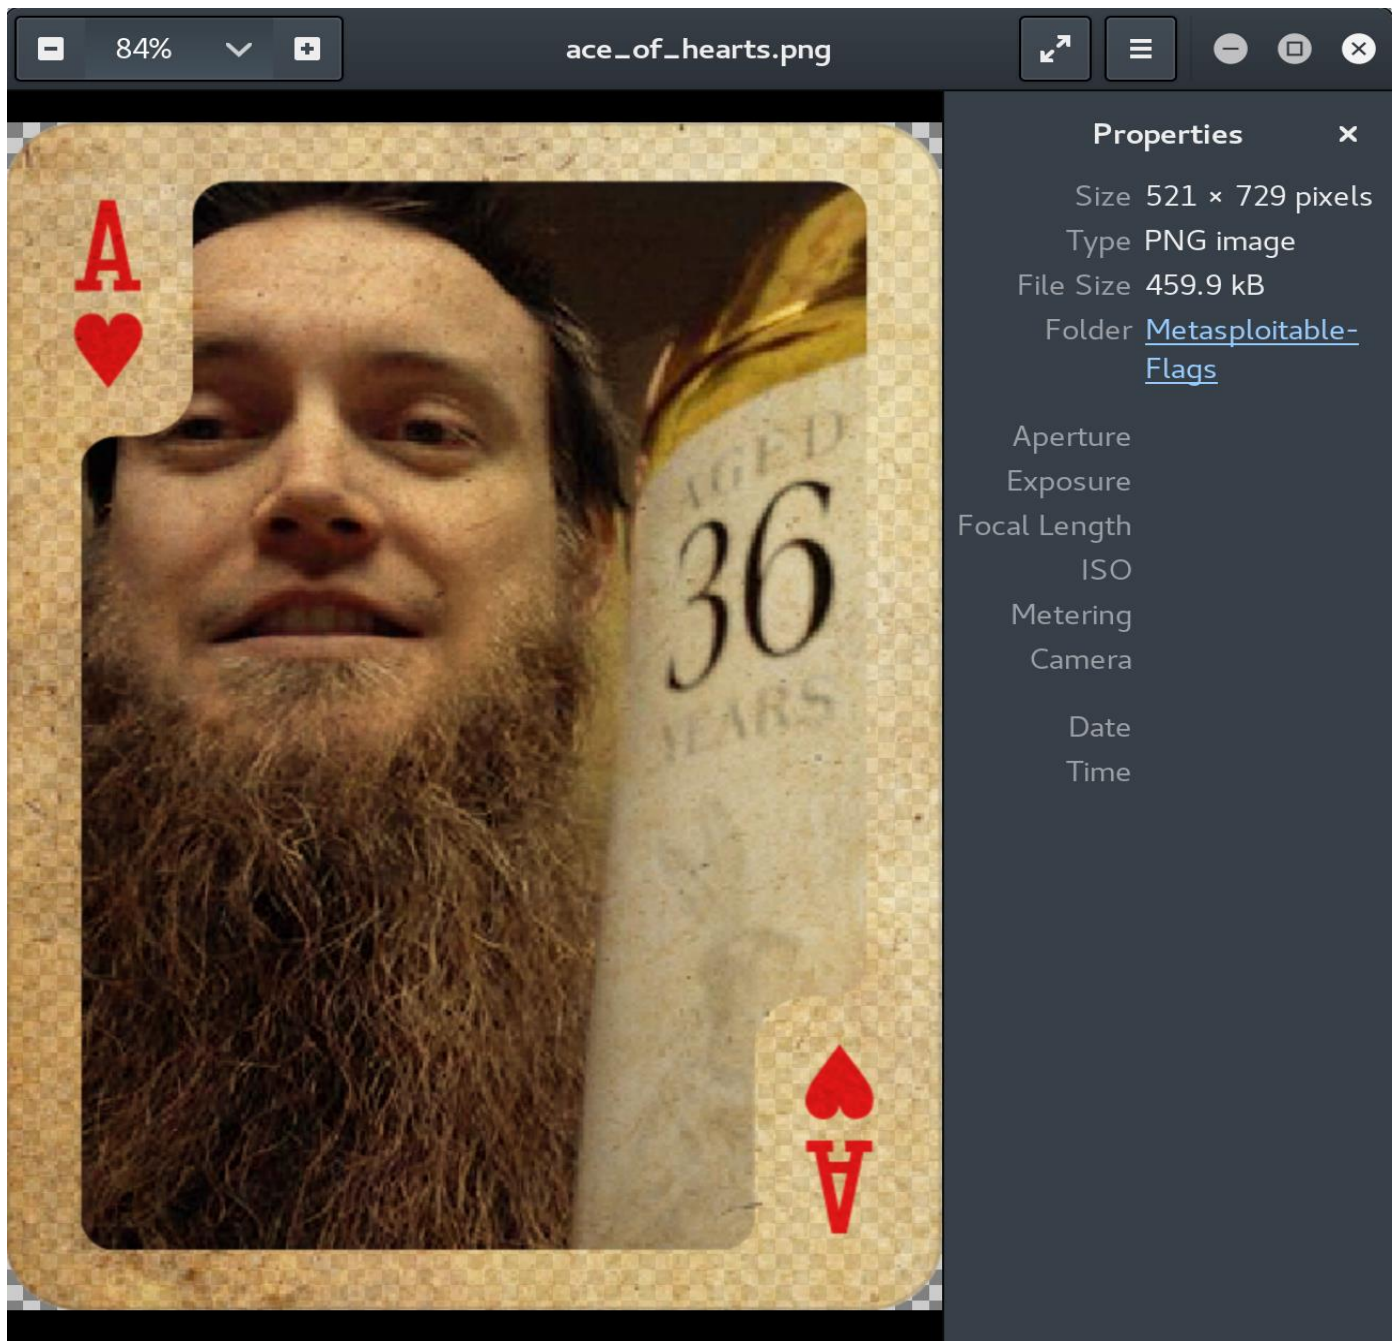 84%
ace_of_hearts.png
Properties
Size 521 × 729 pixels
Type PNG image
File Size 459.9 kB
Folder Metasploitable-
Flags
Aperture
Exposure
Focal Length
ISO
Metering
Camera
Date
Time
A
AGED
36
YEARS
A